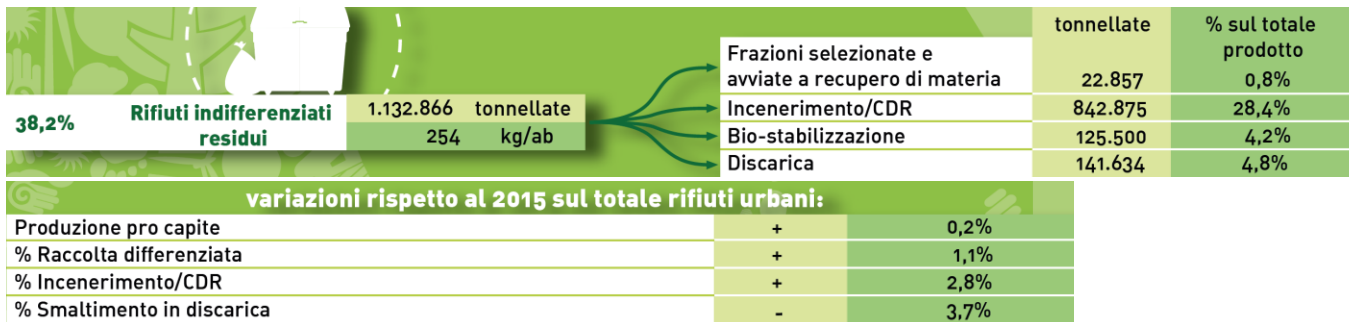 tonnellate % sul totale prodotto
Frazioni selezionate e
avviate a recupero di materia 22.857 0,8%
38,2% Rifiuti indifferenziati residui 1.132.866 tonnellate
254 kg/ab
Incenerimento/CDR 842.875 28,4%
Bio-stabilizzazione 125.500 4,2%
Discarica 141.634 4,8%
variazioni rispetto al 2015 sul totale rifiuti urbani:
Produzione pro capite + 0,2%
% Raccolta differenziata + 1,1%
% Incenerimento/CDR + 2,8%
% Smaltimento in discarica - 3,7%